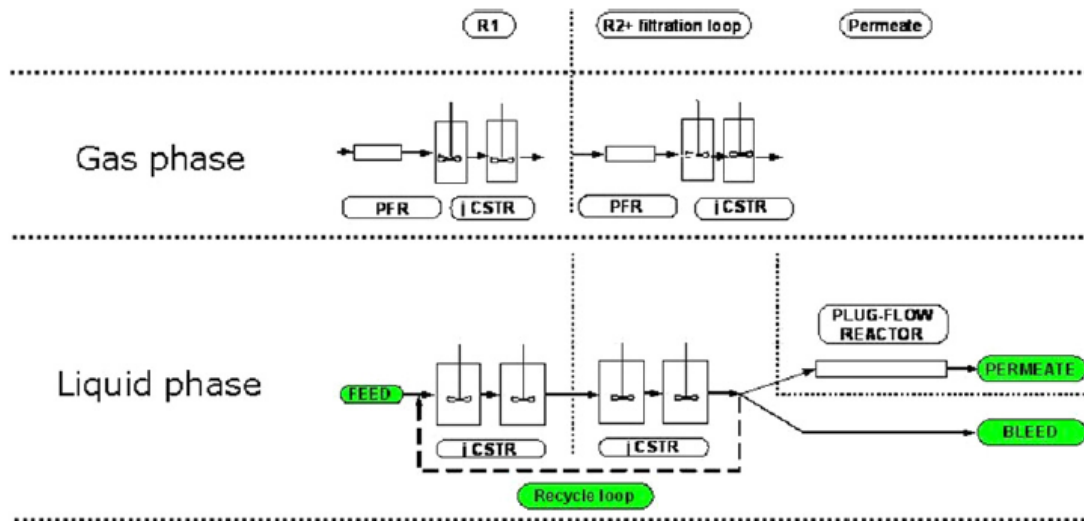 R1
R2+ filtration loop
Permeate
Gas phase
PFR
j CSTR
PFR
j CSTR
PLUG-FLOW
REACTOR
Liquid phase
FEED
PERMEATE
j CSTR
j CSTR
BLEED
Recycle loop